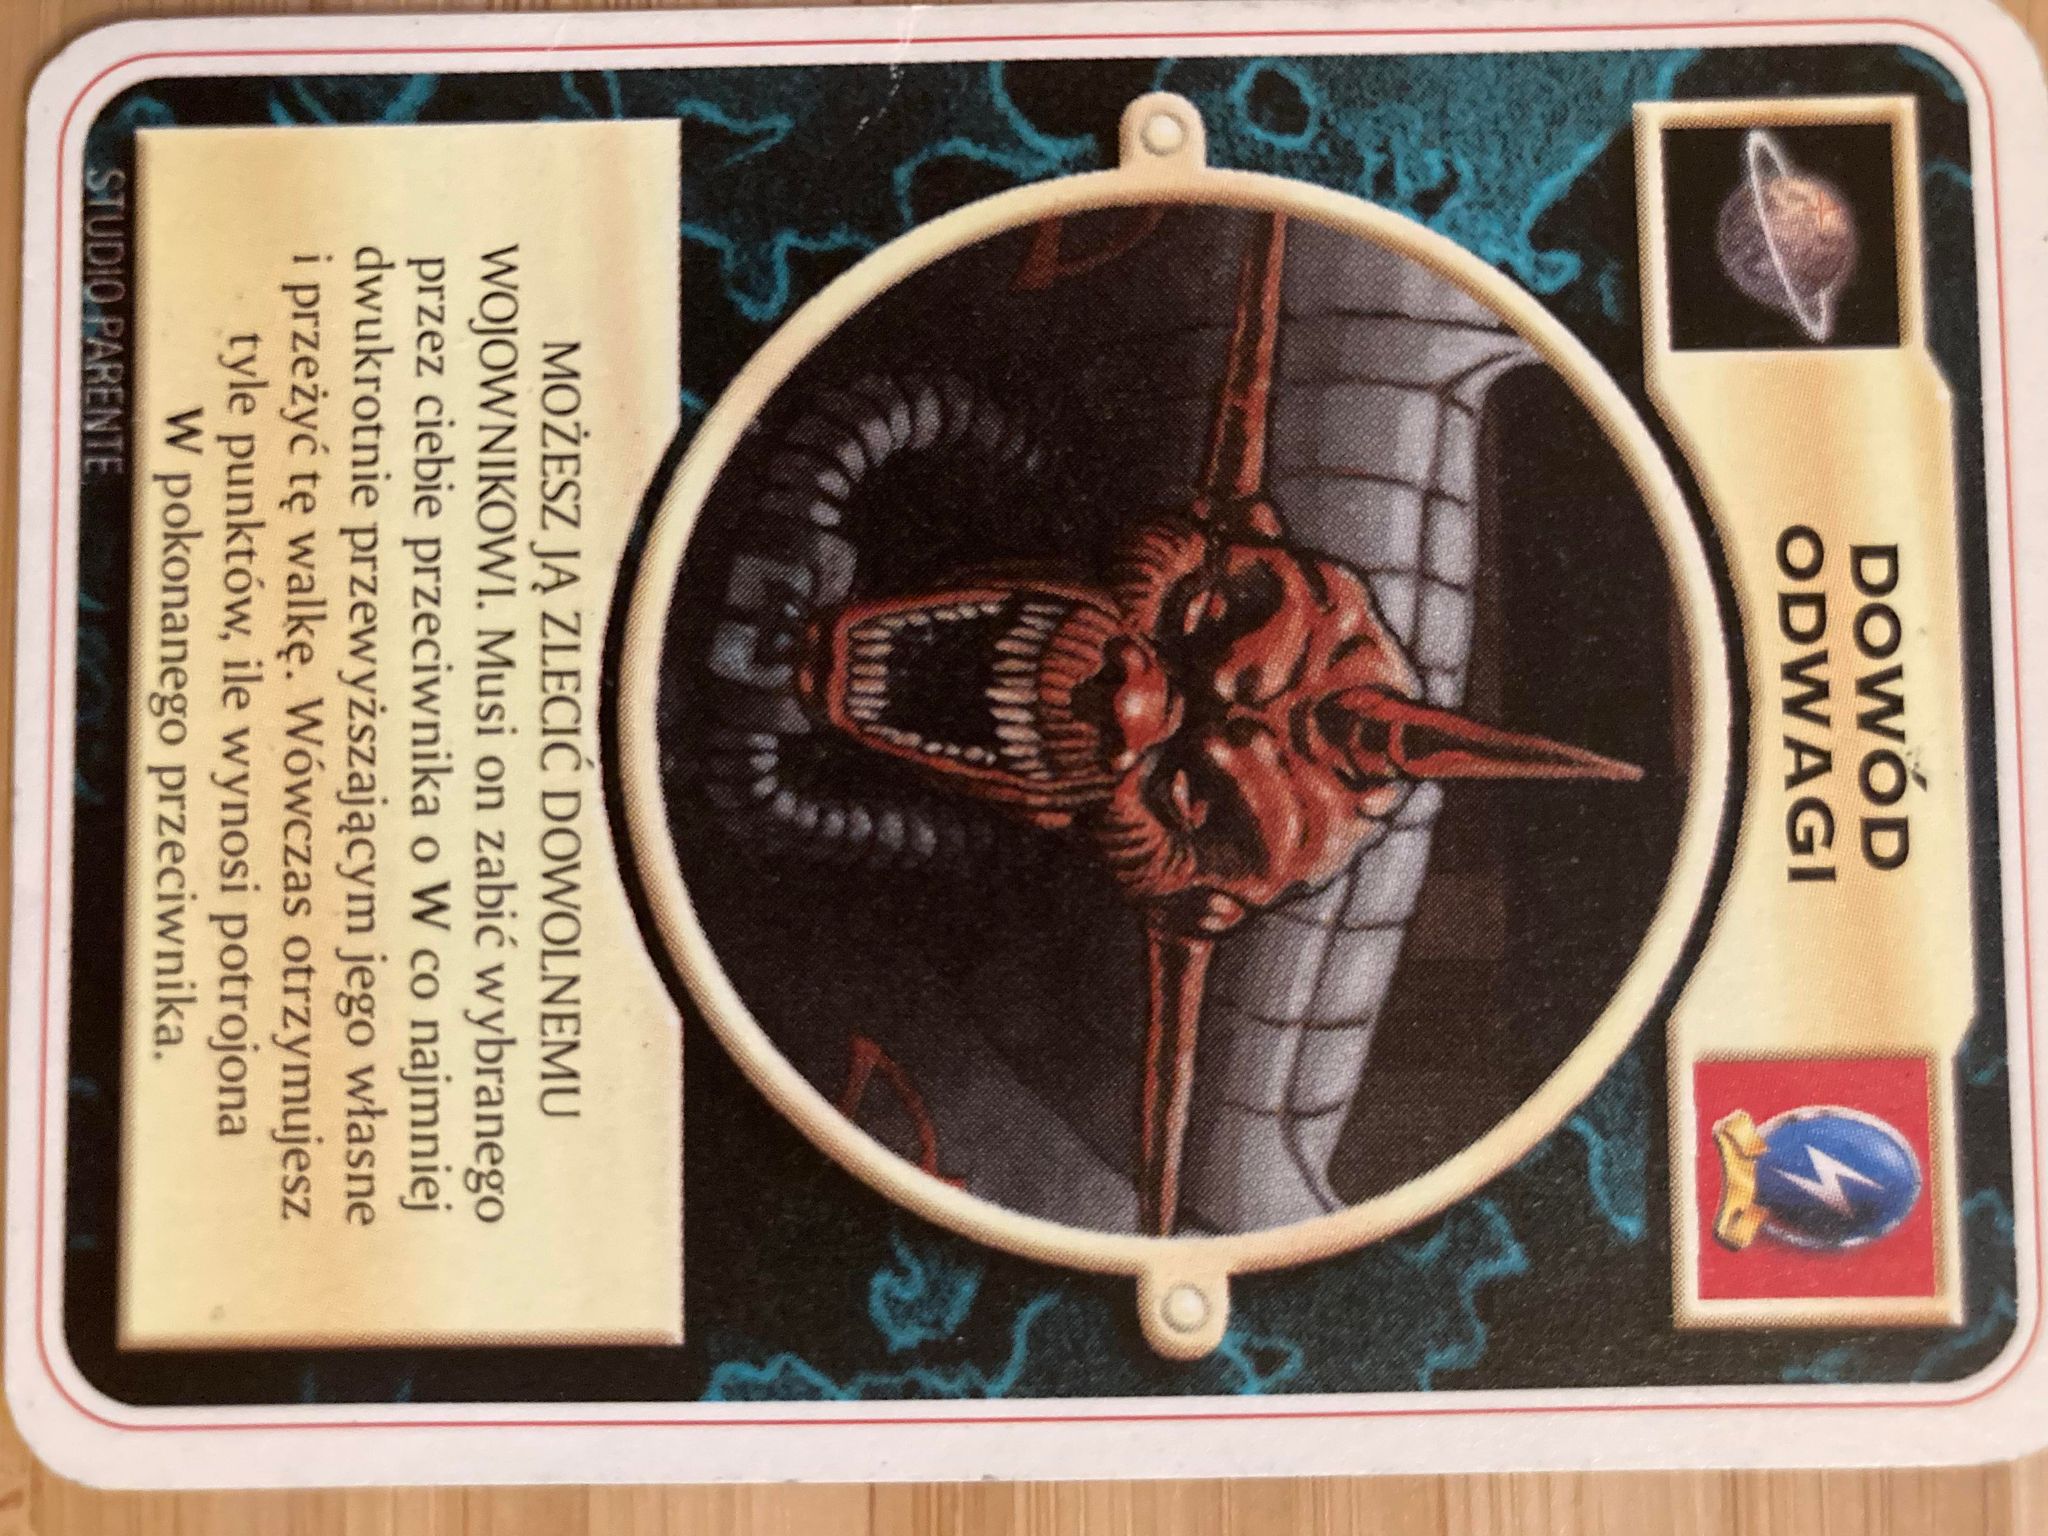 DOWÓD
ODWAGI
MOŻESZ JĄ ZLECIĆ DOWOLNEMU
WOJOWNIKOWI. Musi on zabić wybranego
przez ciebie przeciwnika o W co najmniej
dwukrotnie przewyższającym jego własne
i przeżyć tę walkę. Wówczas otrzymujesz
tyle punktów, ile wynosi potrojona
W pokonanego przeciwnika.
STUDIO PARENTE